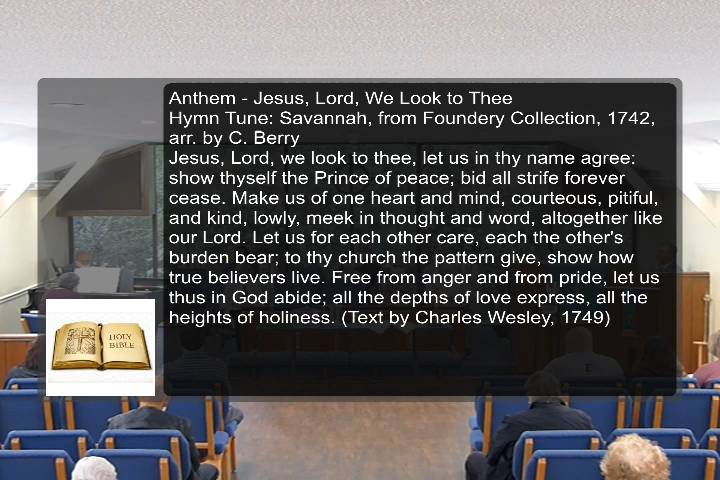 Anthem - Jesus, Lord, We Look to Thee
Hymn Tune: Savannah, from Foundery Collection, 1742,
arr. by C. Berry
Jesus, Lord, we look to thee, let us in thy name agree:
show thyself the Prince of peace; bid all strife forever
cease. Make us of one heart and mind, courteous, pitiful,
and kind, lowly, meek in thought and word, altogether like
our Lord. Let us for each other care, each the other's
burden bear; to thy church the pattern give, show how
true believers live. Free from anger and from pride, let us
thus in God abide; all the depths of love express, all the
heights of holiness. (Text by Charles Wesley, 1749)
HOLY
BIBLE